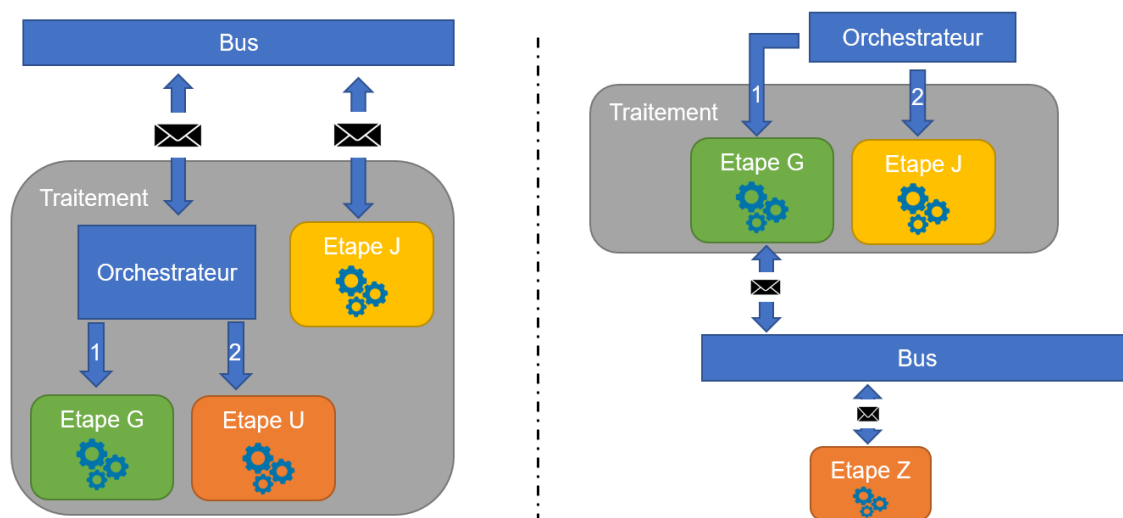 Bus
Traitement
Orchestrateur
Etape J
1
2
Etape G
Etape U
Orchestrateur
1
2
Traitement
Etape G
Etape J
Bus
Etape Z